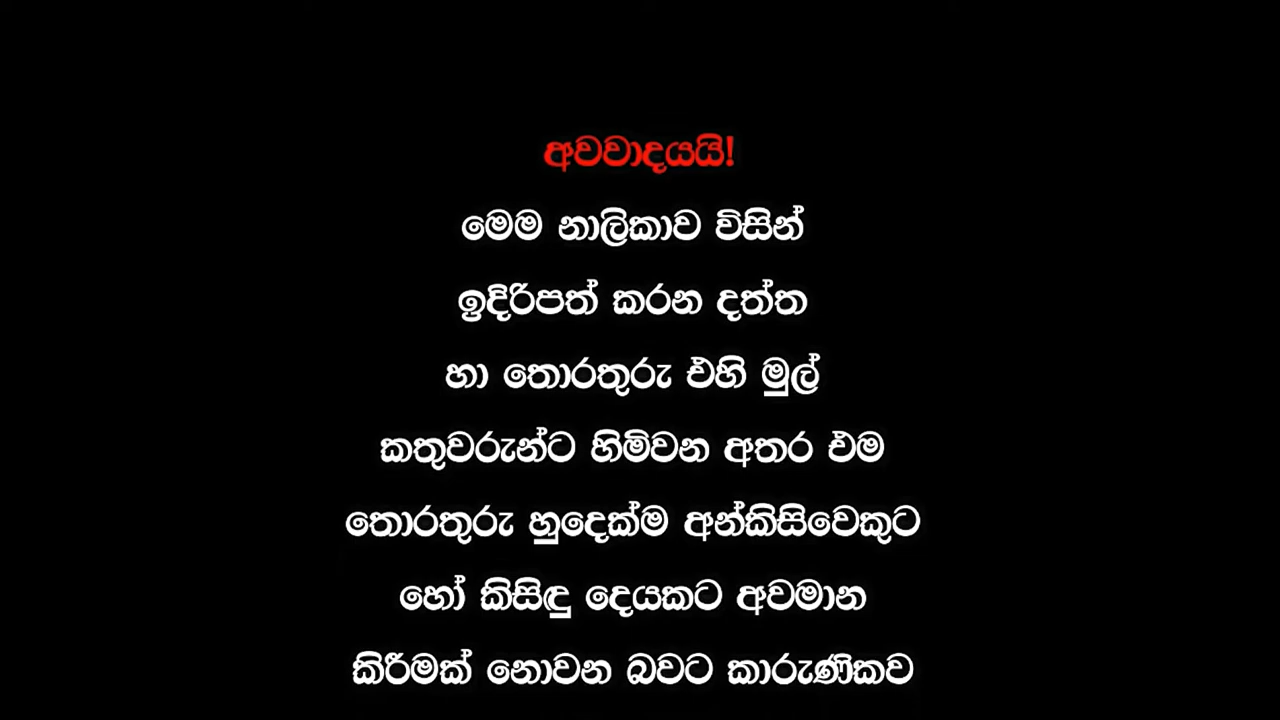 අවවාදයයි!
මෙම නාලිකාව විසින්
ඉදිරිපත් කරන දත්ත
හා තොරතුරු එහි මුල්
කතුවරුන්ට හිමිවන අතර එම
තොරතුරු හුදෙක්ම අන්කිසිවෙකුට
හෝ කිසිඳු දෙයකට අවමාන
කිරීමක් නොවන බවට කාරුණිකව